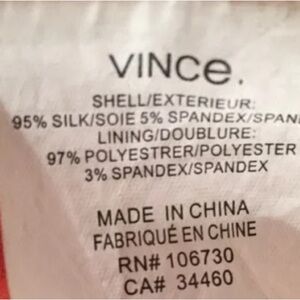 VINCe.
SHELL/EXTERIEUR:
95% SILK/SOIE 5% SPANDEX/SPAN
LINING/DOUBLURE:
97% POLYESTRER/POLYESTER
3% SPANDEX/SPANDEX
MADE IN CHINA
FABRIQUÉ EN CHINE
RN# 106730
CA# 34460